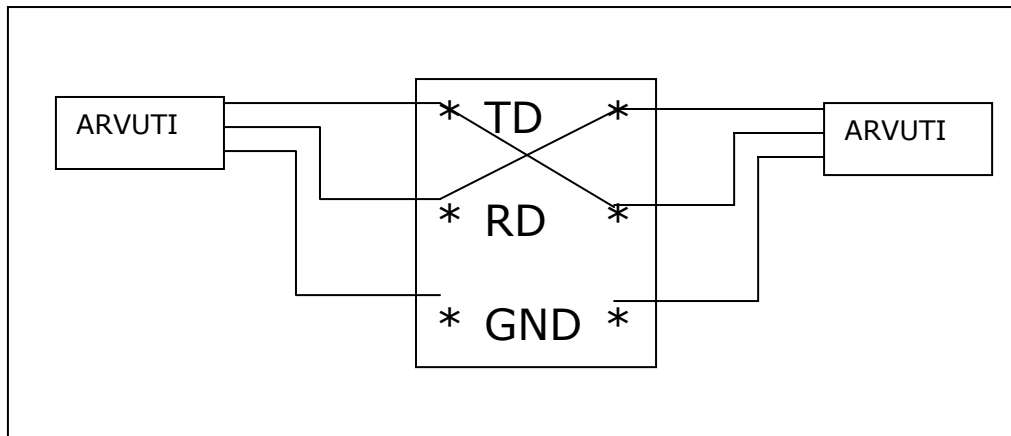 ARVUTI
* TD *
ARVUTI
* RD *
* GND *